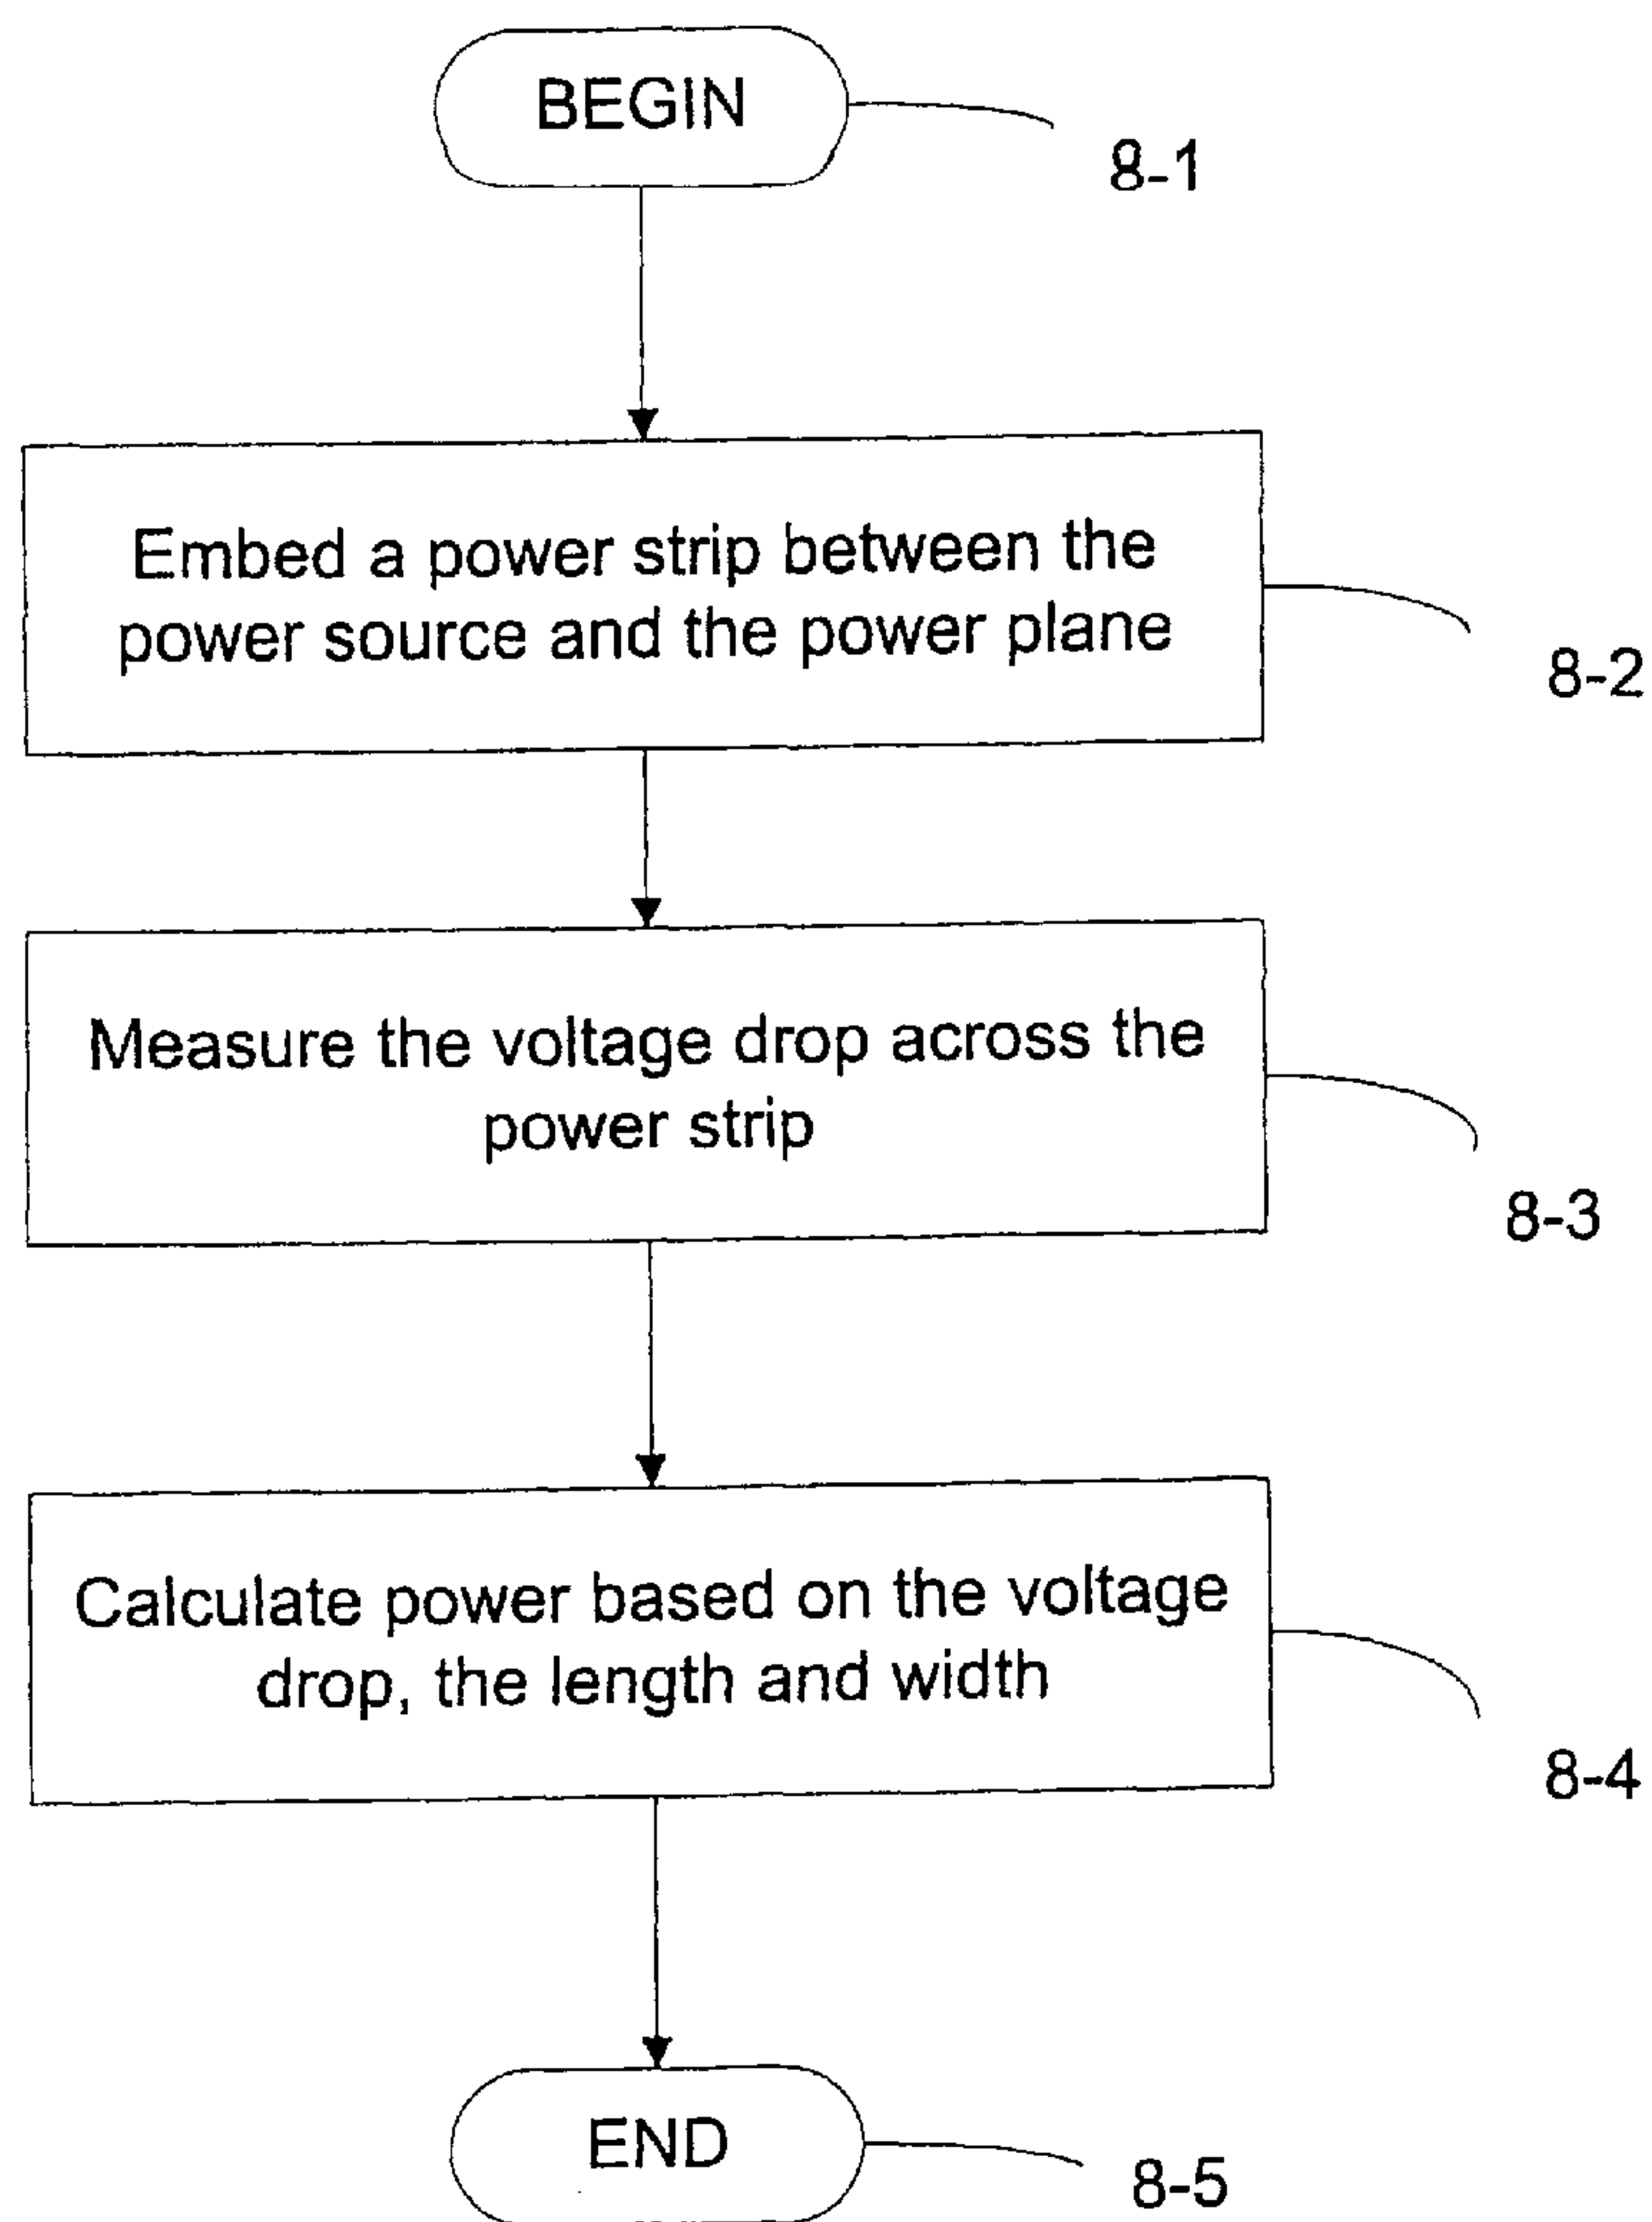 BEGIN
8-1
Embed a power strip between the
power source and the power plane
8-2
Measure the voltage drop across the
power strip
8-3
Calculate power based on the voltage
drop, the length and width
8-4
END
8-5